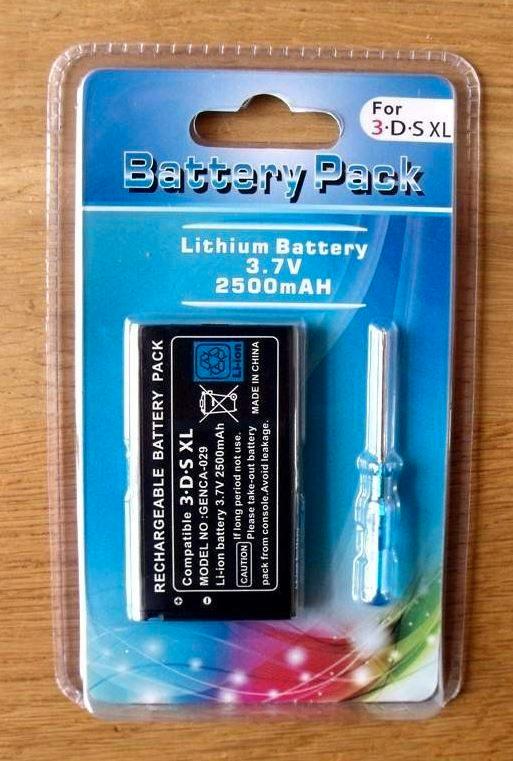 For
3·D·S XL
Battery Pack
Lithium Battery
3.7V
2500mAH
RECHARGEABLE BATTERY PACK
Compatible 3·D·S XL
MODEL NO :GENCA-029
Li-ion battery 3.7V 2500mAh
CAUTION If long period not use.
Please take-out battery
pack from console.Avoid leakage.
Li-ion
MADE IN CHINA
+ -